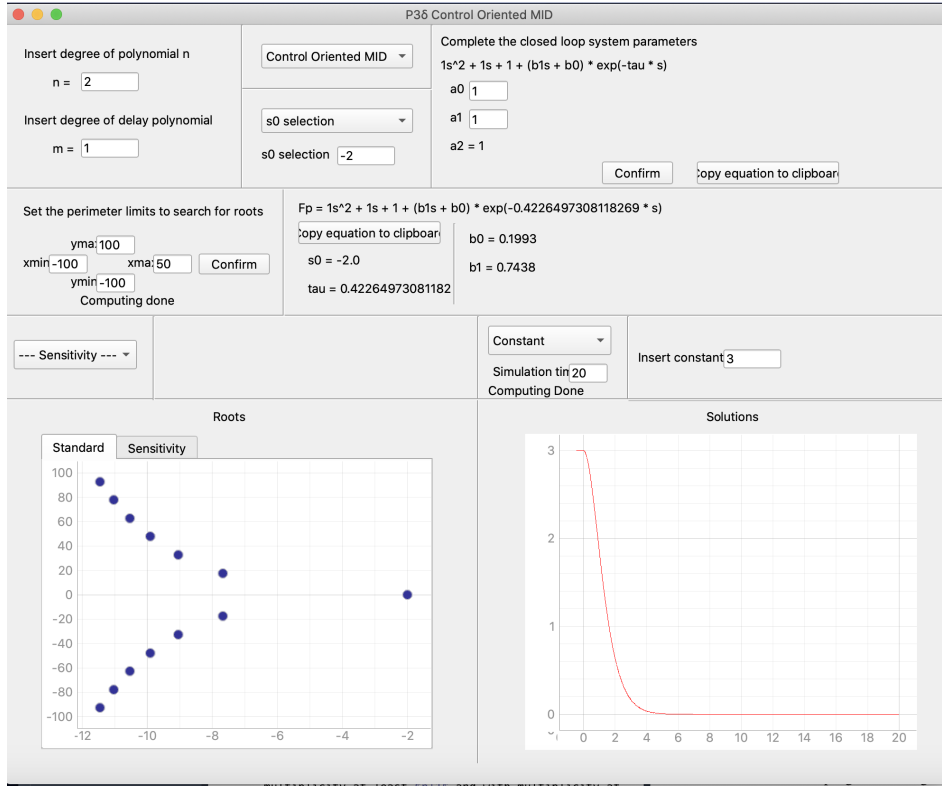 P3δ Control Oriented MID
Insert degree of polynomial n
n = 2
Insert degree of delay polynomial
m = 1
Control Oriented MID
s0 selection
s0 selection -2
Complete the closed loop system parameters
1s^2 + 1s + 1 + (b1s + b0) * exp(-tau * s)
a0 1
a1 1
a2 = 1
Confirm
Copy equation to clipboar
Set the perimeter limits to search for roots
yma: 100
xmin -100
xma: 50
Confirm
ymin -100
Computing done
Fp = 1s^2 + 1s + 1 + (b1s + b0) * exp(-0.4226497308118269 * s)
Copy equation to clipboar
b0 = 0.1993
s0 = -2.0
b1 = 0.7438
tau = 0.42264973081182
--- Sensitivity ---
Constant
Simulation tin 20
Computing Done
Insert constant 3
Roots
Standard
Sensitivity
100
80
60
40
20
0
-20
-40
-60
-80
-100
-12 -10 -8 -6 -4 -2
Solutions
3
2
1
0
0 2 4 6 8 10 12 14 16 18 20